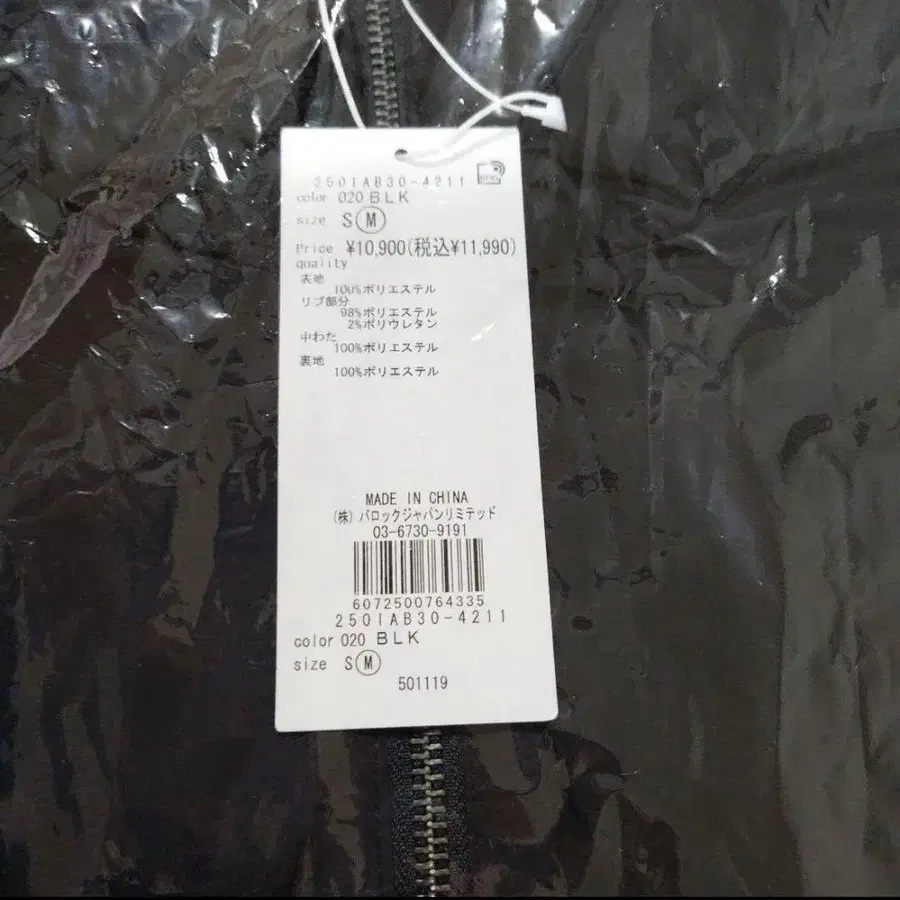 250IAB30-4211
color 020 BLK
size S M
Price ¥10,900(税込¥11,990)
quality
表地
100%ポリエステル
リブ部分
98%ポリエステル
2%ポリウレタン
中わた
100%ポリエステル
裏地
100%ポリエステル
MADE IN CHINA
(株)バロックジャパンリミテッド
03-6730-9191
6072500764335
250IAB30-4211
color 020 BLK
size S M
501119